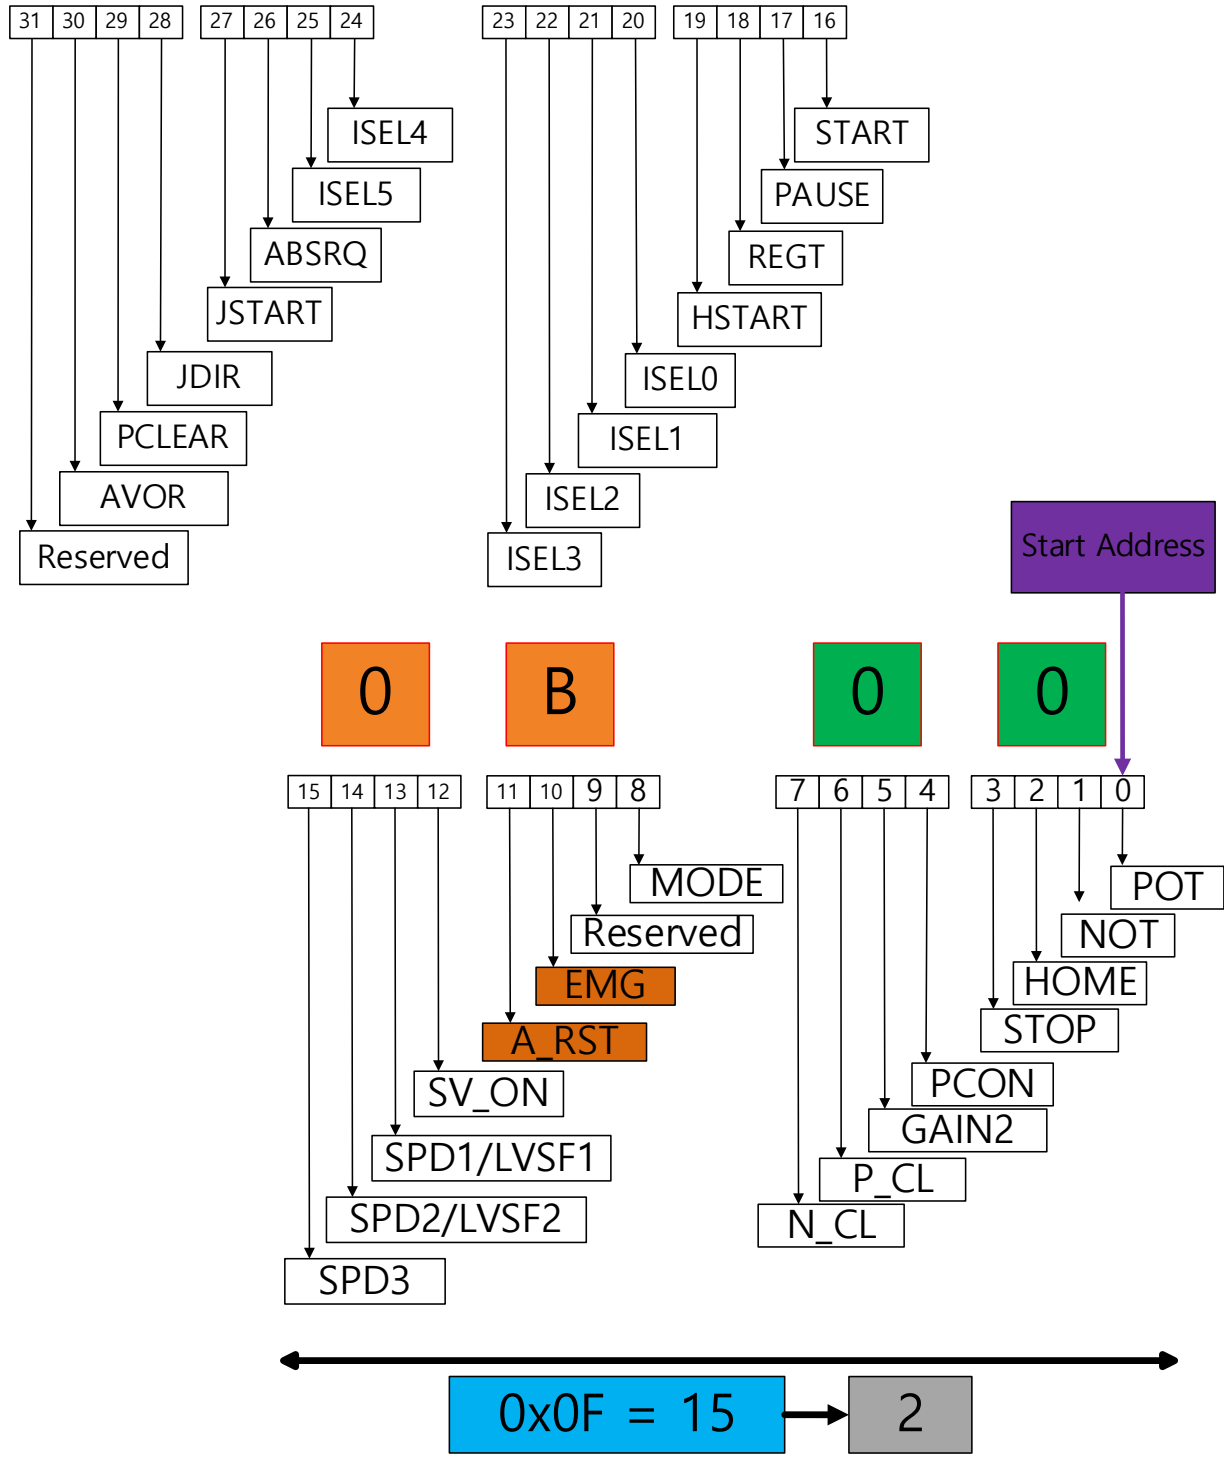 31 30 29 28 27 26 25 24 23 22 21 20 19 18 17 16
ISEL4
START
ISEL5
PAUSE
ABSRQ
REGT
JSTART
HSTART
JDIR
ISEL0
PCLEAR
ISEL1
AVOR
ISEL2
Reserved
ISEL3
Start Address
0 B 0 0
15 14 13 12 11 10 9 8 7 6 5 4 3 2 1 0
MODE
POT
Reserved
NOT
EMG
HOME
A_RST
STOP
SV_ON
PCON
SPD1/LVSF1
GAIN2
SPD2/LVSF2
P_CL
SPD3
N_CL
0x0F = 15
2